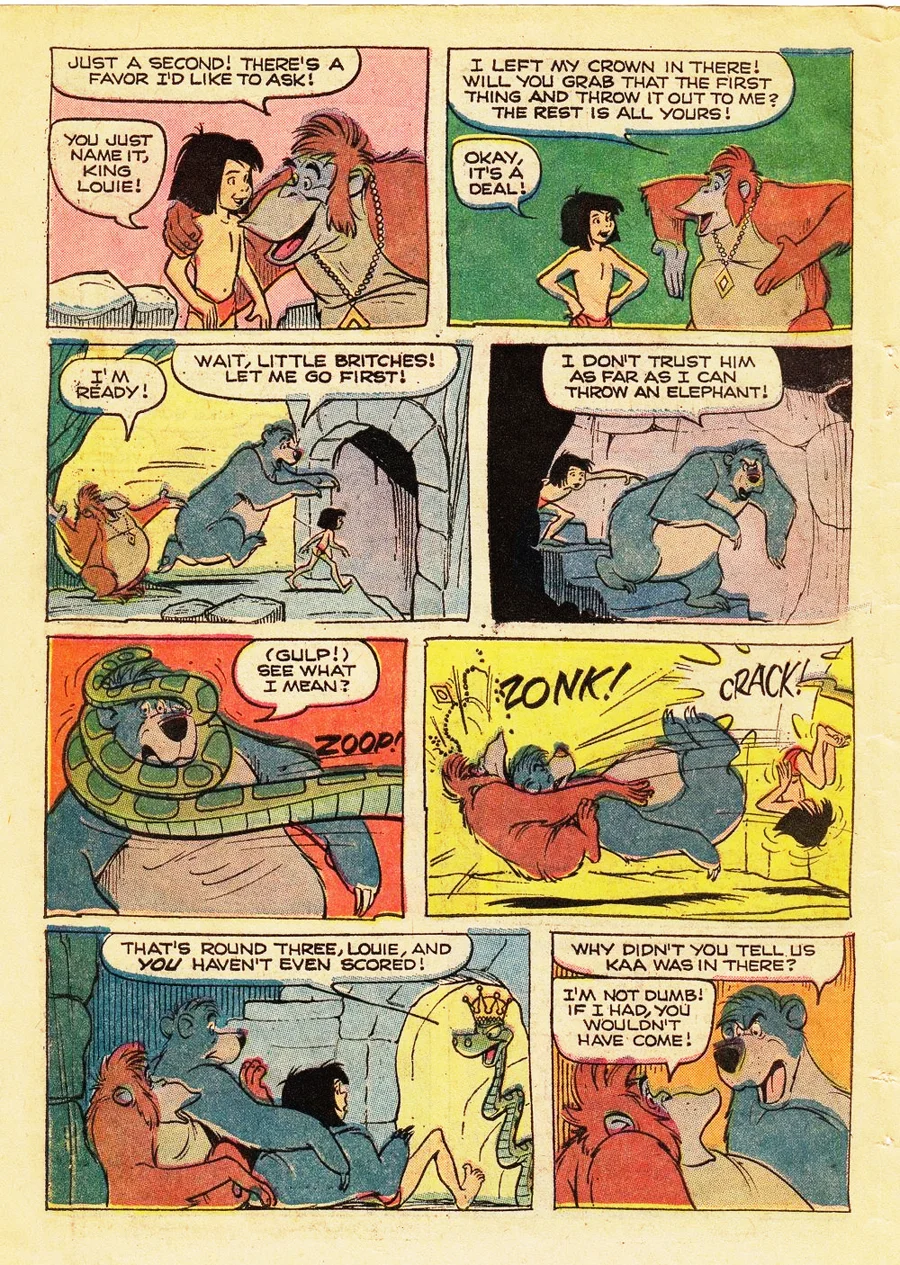 JUST A SECOND! THERE'S A
FAVOR I'D LIKE TO ASK!
YOU JUST
NAME IT,
KING
LOUIE!
I LEFT MY CROWN IN THERE!
WILL YOU GRAB THAT THE FIRST
THING AND THROW IT OUT TO ME?
THE REST IS ALL YOURS!
OKAY,
IT'S A
DEAL!
I'M
READY!
WAIT, LITTLE BRITCHES!
LET ME GO FIRST!
I DON'T TRUST HIM
AS FAR AS I CAN
THROW AN ELEPHANT!
(GULP!)
SEE WHAT
I MEAN?
ZOOP!
ZONK!
CRACK!
THAT'S ROUND THREE, LOUIE, AND
YOU HAVEN'T EVEN SCORED!
WHY DIDN'T YOU TELL US
KAA WAS IN THERE?
I'M NOT DUMB!
IF I HAD, YOU
WOULDN'T
HAVE COME!